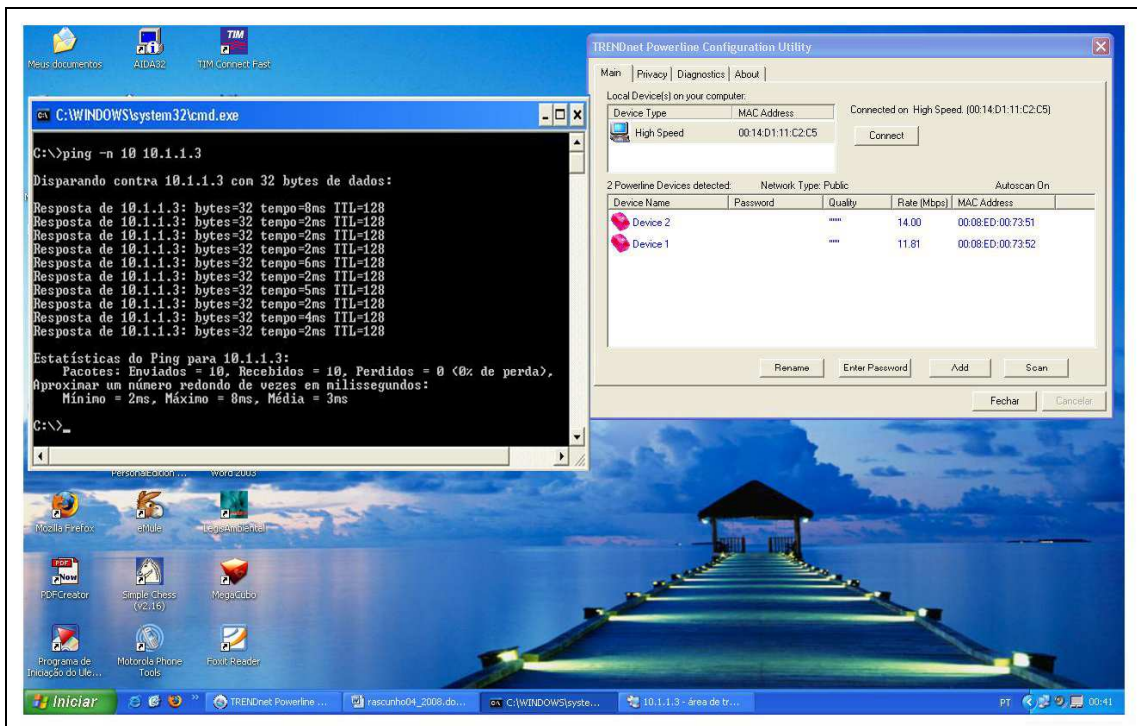 Meus documentos
AIDA32
TIM
TIM Connect Fast
C:\WINDOWS\system32\cmd.exe
C:\>ping -n 10 10.1.1.3
Disparando contra 10.1.1.3 com 32 bytes de dados:
Resposta de 10.1.1.3: bytes=32 tempo=8ms TTL=128
Resposta de 10.1.1.3: bytes=32 tempo=2ms TTL=128
Resposta de 10.1.1.3: bytes=32 tempo=2ms TTL=128
Resposta de 10.1.1.3: bytes=32 tempo=2ms TTL=128
Resposta de 10.1.1.3: bytes=32 tempo=6ms TTL=128
Resposta de 10.1.1.3: bytes=32 tempo=2ms TTL=128
Resposta de 10.1.1.3: bytes=32 tempo=5ms TTL=128
Resposta de 10.1.1.3: bytes=32 tempo=2ms TTL=128
Resposta de 10.1.1.3: bytes=32 tempo=4ms TTL=128
Resposta de 10.1.1.3: bytes=32 tempo=2ms TTL=128
Estatísticas do Ping para 10.1.1.3:
Pacotes: Enviados = 10, Recebidos = 10, Perdidos = 0 (0% de perda),
Aproximar um número redondo de vezes em milissegundos:
Mínimo = 2ms, Máximo = 8ms, Média = 3ms
C:\>_
TRENDnet Powerline Configuration Utility
Main Privacy Diagnostics About
Local Device(s) on your computer:
Device Type MAC Address
High Speed 00:14:D1:11:C2:C5
Connected on High Speed. (00:14:D1:11:C2:C5)
Connect
2 Powerline Devices detected: Network Type: Public Autoscan On
Device Name Password Quality Rate (Mbps) MAC Address
Device 2 14.00 00:08:ED:00:73:51
Device 1 11.81 00:08:ED:00:73:52
Rename Enter Password Add Scan
Fechar Cancelar
PersonalEdition ... Word 2003
Mozilla Firefox eMule LegisAmbiental
PDF
Now
PDFCreator Simple Chess MegaCubo
(v2.16)
Programa de Motorola Phone Foxit Reader
Iniciação do Ule... Tools
Iniciar » TRENDnet Powerline ... rascunho04_2008.do... C:\WINDOWS\syste... 10.1.1.3 - área de tr... PT 00:41